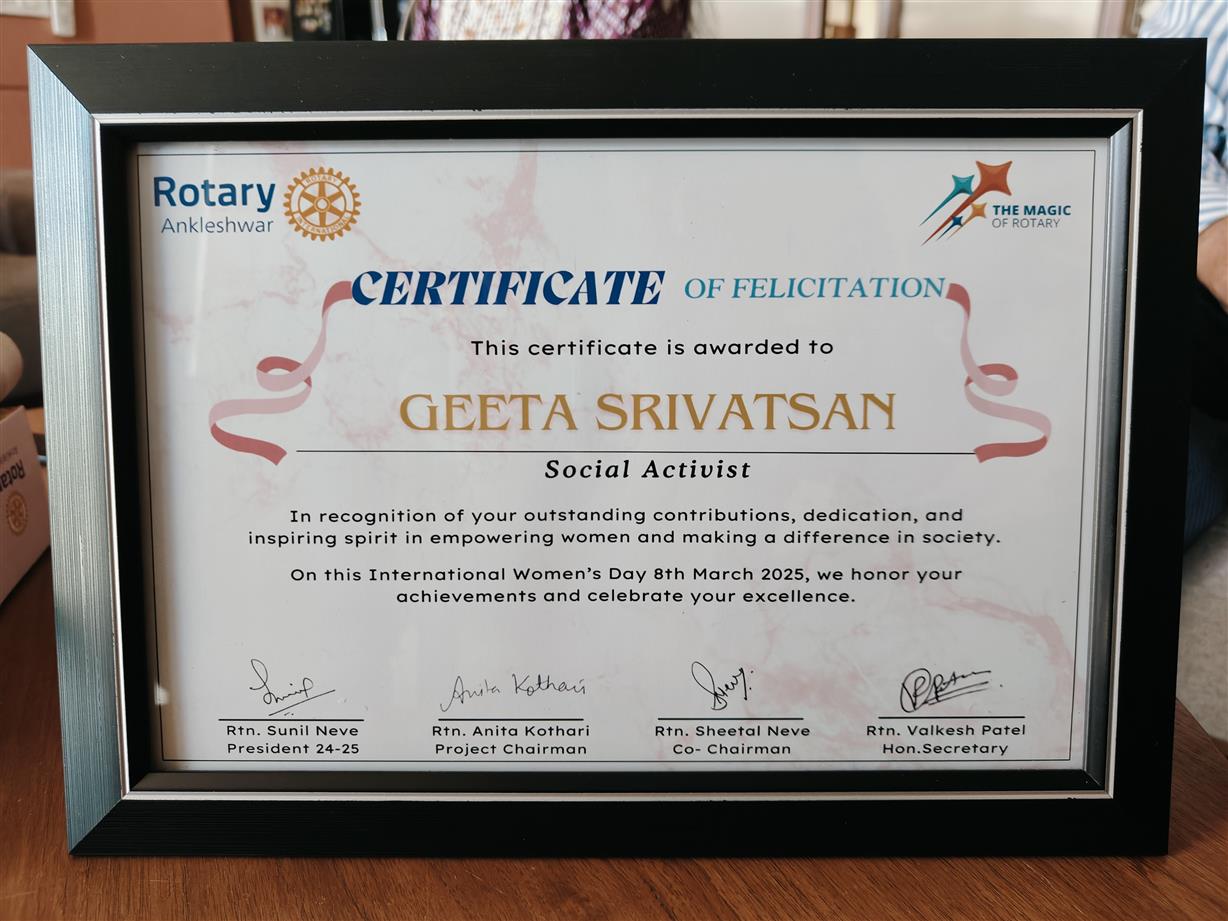 Rotary
Ankleshwar
ROTARY
INTERNATIONAL
THE MAGIC
OF ROTARY
CERTIFICATE OF FELICITATION
This certificate is awarded to
GEETA SRIVATSAN
Social Activist
In recognition of your outstanding contributions, dedication, and
inspiring spirit in empowering women and making a difference in society.
On this International Women's Day 8th March 2025, we honor your
achievements and celebrate your excellence.
Anita Kothari
Rtn. Sunil Neve
President 24-25
Rtn. Anita Kothari
Project Chairman
Rtn. Sheetal Neve
Co- Chairman
Rtn. Valkesh Patel
Hon.Secretary